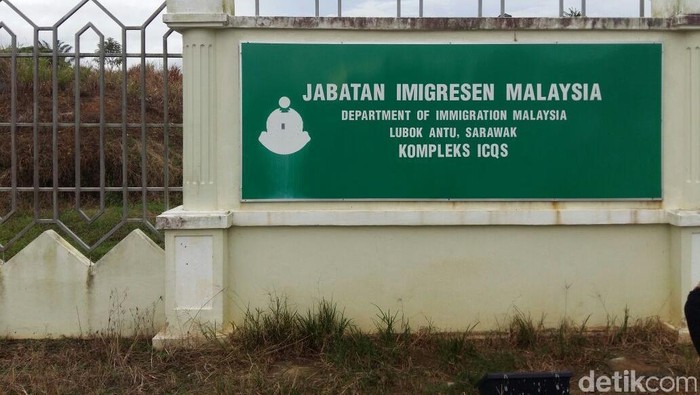 JABATAN IMIGRESEN MALAYSIA
DEPARTMENT OF IMMIGRATION MALAYSIA
LUBOK ANTU, SARAWAK
KOMPLEKS ICQS
detikcom